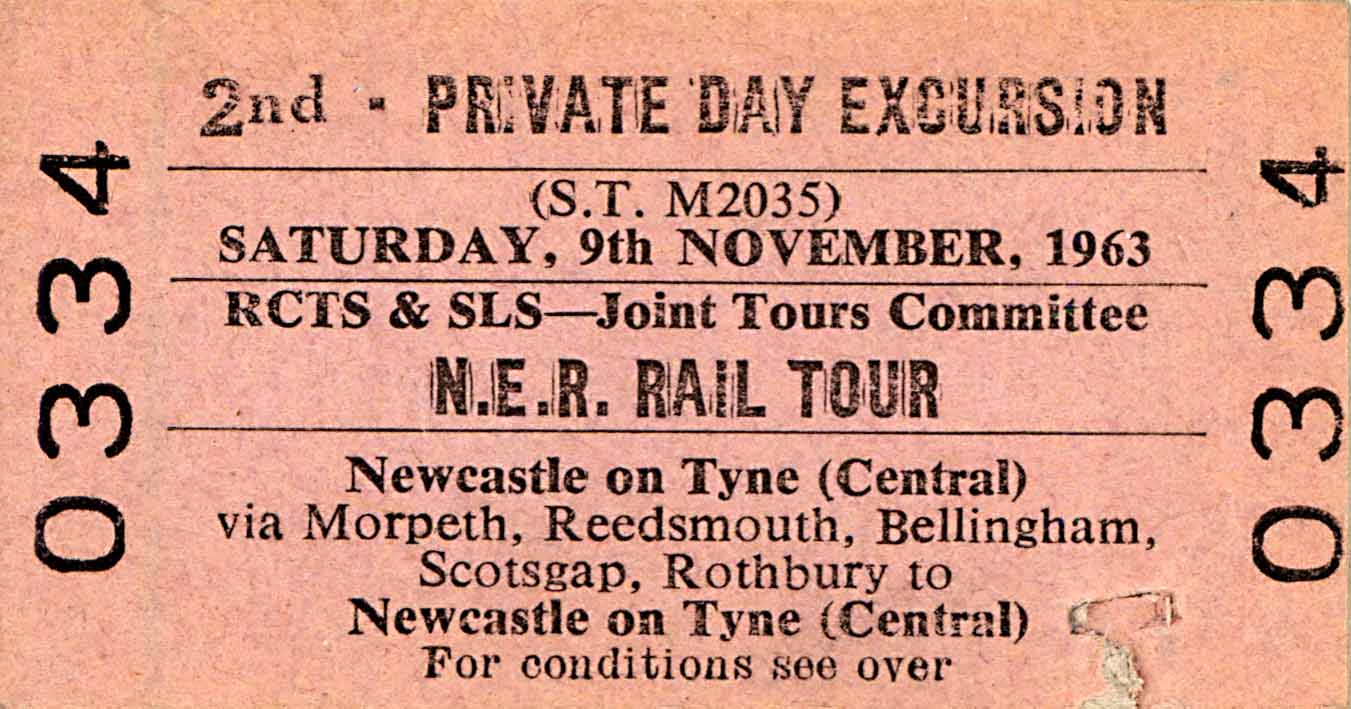 2nd - PRIVATE DAY EXCURSION
(S.T. M2035)
SATURDAY, 9th NOVEMBER, 1963
RCTS & SLS—Joint Tours Committee
N.E.R. RAIL TOUR
Newcastle on Tyne (Central)
via Morpeth, Reedsmouth, Bellingham,
Scotsgap, Rothbury to
Newcastle on Tyne (Central)
For conditions see over
0334
0334